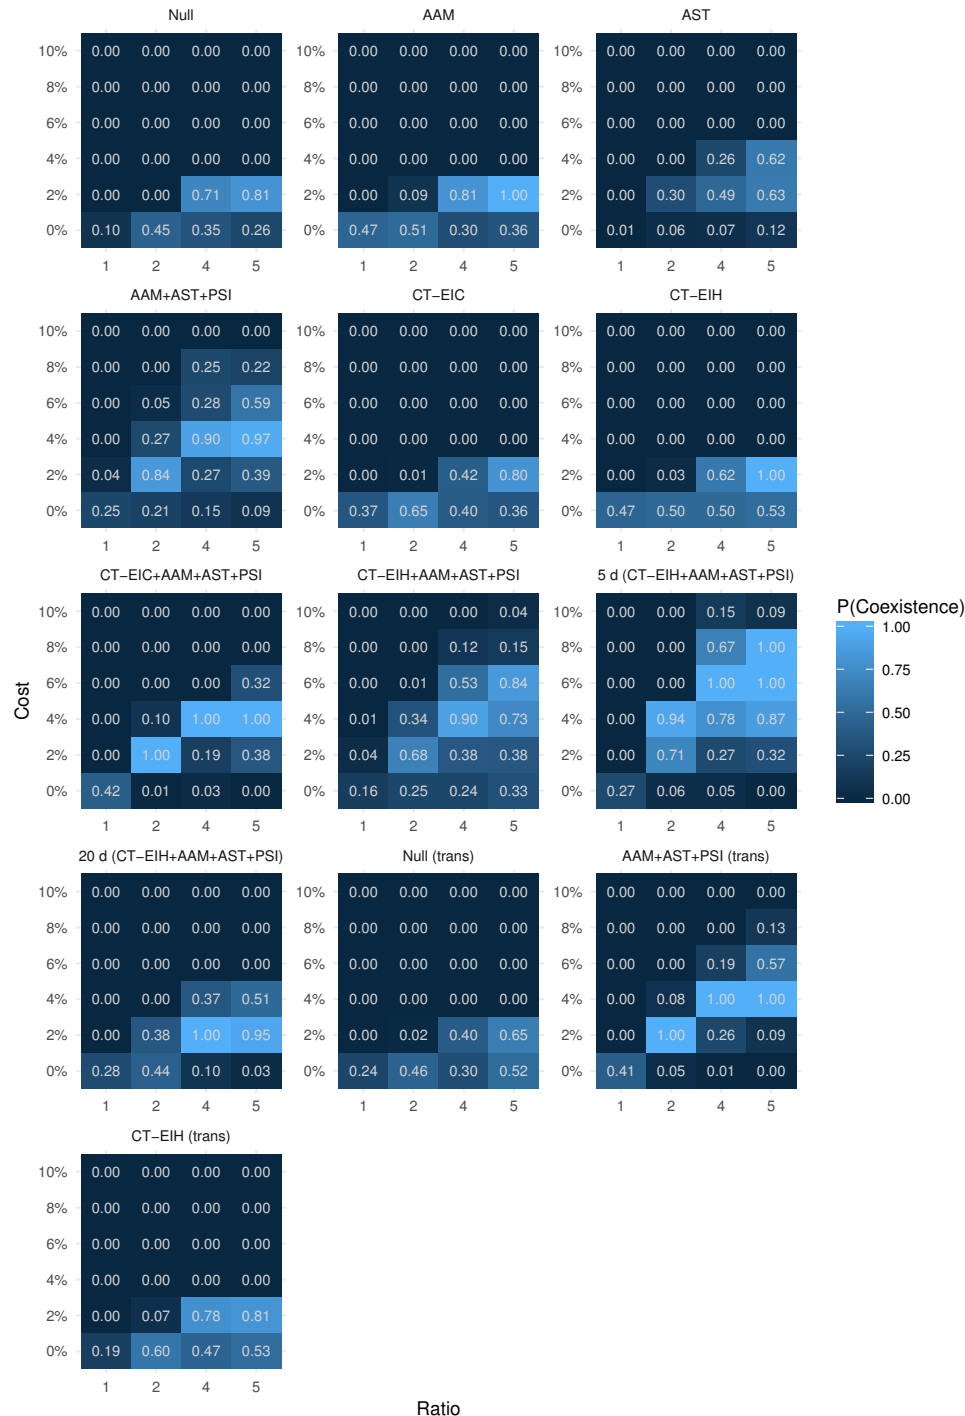 Null AAM AST
10% 0.00 0.00 0.00 0.00 10% 0.00 0.00 0.00 0.00 10% 0.00 0.00 0.00 0.00
8% 0.00 0.00 0.00 0.00 8% 0.00 0.00 0.00 0.00 8% 0.00 0.00 0.00 0.00
6% 0.00 0.00 0.00 0.00 6% 0.00 0.00 0.00 0.00 6% 0.00 0.00 0.00 0.00
4% 0.00 0.00 0.00 0.00 4% 0.00 0.00 0.00 0.00 4% 0.00 0.00 0.26 0.62
2% 0.00 0.00 0.71 0.81 2% 0.00 0.09 0.81 1.00 2% 0.00 0.30 0.49 0.63
0% 0.10 0.45 0.35 0.26 0% 0.47 0.51 0.30 0.36 0% 0.01 0.06 0.07 0.12
1 2 4 5 1 2 4 5 1 2 4 5
AAM+AST+PSI CT−EIC CT−EIH
10% 0.00 0.00 0.00 0.00 10% 0.00 0.00 0.00 0.00 10% 0.00 0.00 0.00 0.00
8% 0.00 0.00 0.25 0.22 8% 0.00 0.00 0.00 0.00 8% 0.00 0.00 0.00 0.00
6% 0.00 0.05 0.28 0.59 6% 0.00 0.00 0.00 0.00 6% 0.00 0.00 0.00 0.00
4% 0.00 0.27 0.90 0.97 4% 0.00 0.00 0.00 0.00 4% 0.00 0.00 0.00 0.00
2% 0.04 0.84 0.27 0.39 2% 0.00 0.01 0.42 0.80 2% 0.00 0.03 0.62 1.00
0% 0.25 0.21 0.15 0.09 0% 0.37 0.65 0.40 0.36 0% 0.47 0.50 0.50 0.53
1 2 4 5 1 2 4 5 1 2 4 5
CT−EIC+AAM+AST+PSI CT−EIH+AAM+AST+PSI 5 d (CT−EIH+AAM+AST+PSI)
10% 0.00 0.00 0.00 0.00 10% 0.00 0.00 0.00 0.04 10% 0.00 0.00 0.15 0.09
8% 0.00 0.00 0.00 0.00 8% 0.00 0.00 0.12 0.15 8% 0.00 0.00 0.67 1.00
6% 0.00 0.00 0.00 0.32 6% 0.00 0.01 0.53 0.84 6% 0.00 0.00 1.00 1.00
4% 0.00 0.10 1.00 1.00 4% 0.01 0.34 0.90 0.73 4% 0.00 0.94 0.78 0.87
2% 0.00 1.00 0.19 0.38 2% 0.04 0.68 0.38 0.38 2% 0.00 0.71 0.27 0.32
0% 0.42 0.01 0.03 0.00 0% 0.16 0.25 0.24 0.33 0% 0.27 0.06 0.05 0.00
1 2 4 5 1 2 4 5 1 2 4 5
P(Coexistence)
1.00
0.75
0.50
0.25
0.00
Cost
20 d (CT−EIH+AAM+AST+PSI) Null (trans) AAM+AST+PSI (trans)
10% 0.00 0.00 0.00 0.00 10% 0.00 0.00 0.00 0.00 10% 0.00 0.00 0.00 0.00
8% 0.00 0.00 0.00 0.00 8% 0.00 0.00 0.00 0.00 8% 0.00 0.00 0.00 0.13
6% 0.00 0.00 0.00 0.00 6% 0.00 0.00 0.00 0.00 6% 0.00 0.00 0.19 0.57
4% 0.00 0.00 0.37 0.51 4% 0.00 0.00 0.00 0.00 4% 0.00 0.08 1.00 1.00
2% 0.00 0.38 1.00 0.95 2% 0.00 0.02 0.40 0.65 2% 0.00 1.00 0.26 0.09
0% 0.28 0.44 0.10 0.03 0% 0.24 0.46 0.30 0.52 0% 0.41 0.05 0.01 0.00
1 2 4 5 1 2 4 5 1 2 4 5
CT−EIH (trans)
10% 0.00 0.00 0.00 0.00
8% 0.00 0.00 0.00 0.00
6% 0.00 0.00 0.00 0.00
4% 0.00 0.00 0.00 0.00
2% 0.00 0.07 0.78 0.81
0% 0.19 0.60 0.47 0.53
1 2 4 5
Ratio